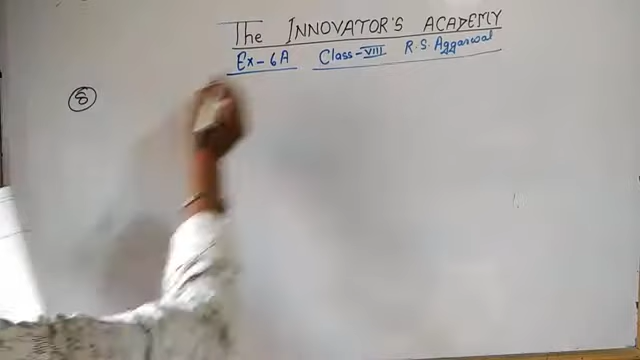 The INNOVATOR'S ACADEMY
Ex-6A Class-VIII R.S. Aggarwal
8